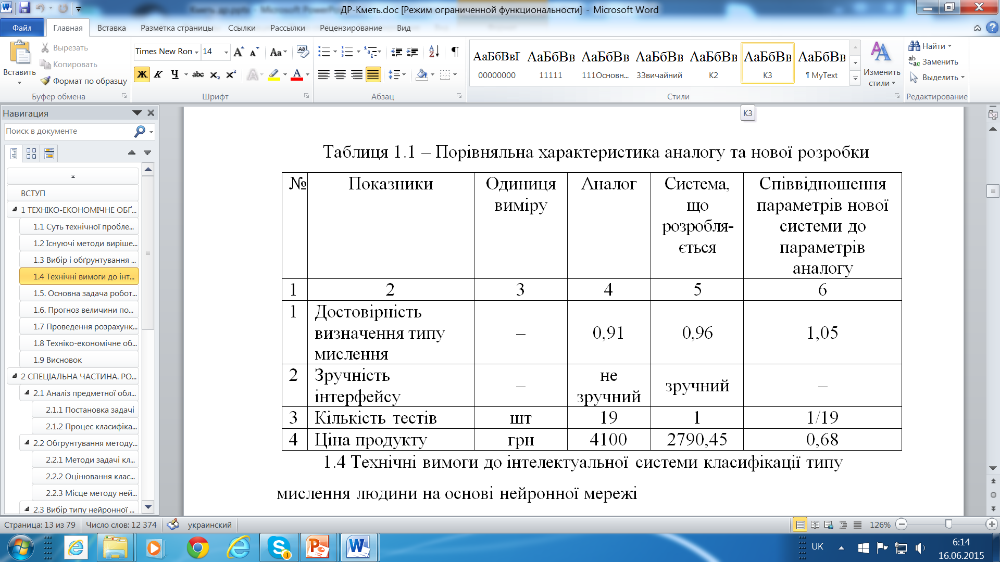 ДР-Кметь.doc [Режим ограниченной функциональности] - Microsoft Word
Файл
Главная
Вставка
Разметка страницы
Ссылки
Рассылки
Рецензирование
Вид
Вставить
Вырезать
Копировать
Формат по образцу
Буфер обмена
Times New Ron
14
Шрифт
Абзац
АаБбВвГ
00000000
АаБбВв
11111
АаБбВв
111Основн...
АаБбВв
3Звичайний
АаБбВв
К2
АаБбВв
К3
АаБбВв
¶ MyText
Стили
Изменить
стили
Найти
Заменить
Выделить
Редактирование
К3
Навигация
Поиск в документе
ВСТУП
1 ТЕХНІКО-ЕКОНОМІЧНЕ ОБҐ...
1.1 Суть технічної пробле...
1.2 Існуючі методи виріше...
1.3 Вибір і обґрунтування ...
1.4 Технічні вимоги до інт...
1.5. Основна задача робот...
1.6. Прогноз величини по...
1.7 Проведення розрахунк...
1.8 Техніко-економічне об...
1.9 Висновок
2 СПЕЦІАЛЬНА ЧАСТИНА. РО...
2.1 Аналіз предметної обл...
2.1.1 Постановка задачі
2.1.2 Процес класифіка...
2.2 Обгрунтування методу...
2.2.1 Методи задачі кл...
2.2.2 Оцінювання клас...
2.2.3 Місце методу ней...
2.3 Вибір типу нейронної ...
Таблиця 1.1 – Порівняльна характеристика аналогу та нової розробки
№
Показники
Одиниця
виміру
Аналог
Система,
що
розробля-
ється
Співвідношення
параметрів нової
системи до
параметрів
аналогу
1 2 3 4 5 6
1 Достовірність
визначення типу
мислення
– 0,91 0,96 1,05
2 Зручність
інтерфейсу
–
не
зручний
зручний
–
3 Кількість тестів шт 19 1 1/19
4 Ціна продукту грн 4100 2790,45 0,68
1.4 Технічні вимоги до інтелектуальної системи класифікації типу
мислення людини на основі нейронної мережі
Страница: 13 из 79
Число слов: 12 374
украинский
126%
UK
6:14
16.06.2015